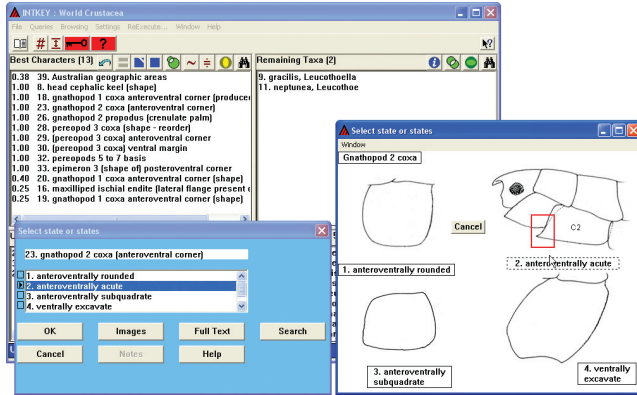 INTKEY : World Crustacea
File Queries Browsing Settings ReExecute... Window Help
Best Characters (13)
Remaining Taxa (2)
0.38 39. Australian geographic areas
1.00 8. head cephalic keel (shape)
1.00 18. gnathopod 1 coxa anteroventral corner (produce
1.00 23. gnathopod 2 coxa (anteroventral corner)
1.00 26. gnathopod 2 propodus (crenulate palm)
1.00 28. pereopod 3 coxa (shape - reorder)
1.00 29. (pereopod 3 coxa) anteroventral corner
1.00 30. (pereopod 3 coxa) ventral margin
1.00 32. pereopods 5 to 7 basis
1.00 33. epimeron 3 (shape of) posteroventral corner
0.40 20. gnathopod 1 coxa anteroventral corner (shape)
0.25 16. maxilliped ischial endite (lateral flange present o
0.25 19. gnathopod 1 coxa anteroventral corner (shape)
9. gracilis, Leucothoella
11. neptunea, Leucothoe
Select state or states
23. gnathopod 2 coxa (anteroventral corner)
1. anteroventrally rounded
2. anteroventrally acute
3. anteroventrally subquadrate
4. ventrally excavate
OK Images Full Text Search
Cancel Notes Help
Select state or states
Window
Gnathopod 2 coxa
Cancel
C2
1. anteroventrally rounded
2. anteroventrally acute
3. anteroventrally
subquadrate
4. ventrally
excavate